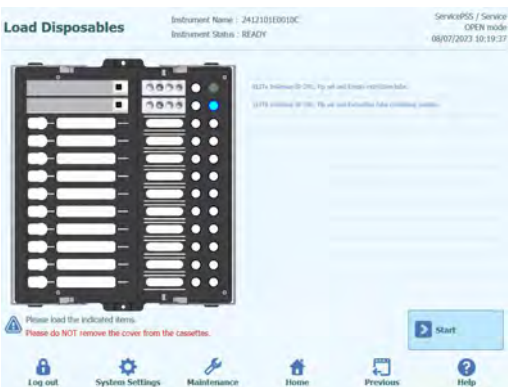 Load Disposables
Instrument Name : 2412101E0010C
Instrument Status : READY
ServicePSS / Service
OPEN mode
08/07/2023 10:19:37
Please load the indicated items.
Please do NOT remove the cover from the cassettes.
Start
Log out
System Settings
Maintenance
Home
Previous
Help